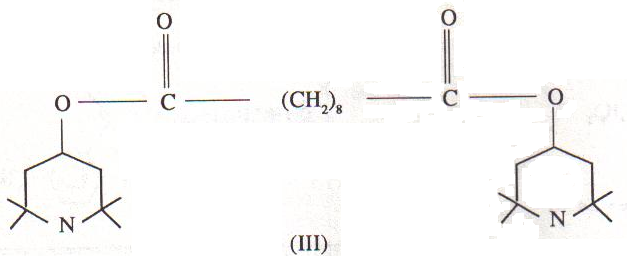 O O
O C (CH₂)₈ C O
N N
(III)